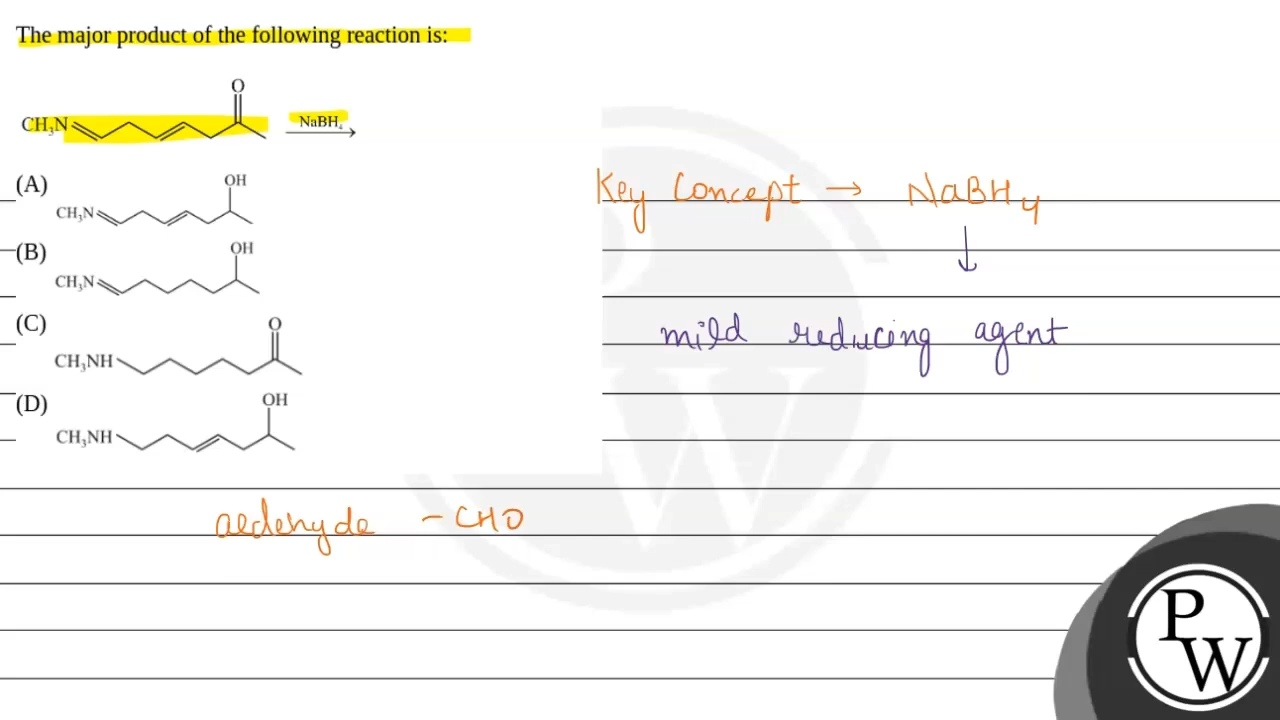 The major product of the following reaction is:
O
CH₃N
NaBH₄
(A)
OH
CH₃N
(B)
OH
CH₃N
(C)
O
CH₃NH
(D)
OH
CH₃NH
Key Concept → NaBH₄
↓
mild reducing agent
aldehyde - CHO
P
W